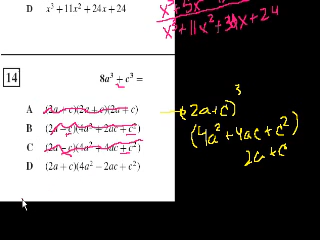 D x³ + 11x² + 24x + 24
x³ + 11x² + 34x + 24
14
8a³ + c³ =
A (2a + c)(2a + c)(2a + c)
B (2a − c)(4a² + 2ac + c²)
C (2a − c)(4a² + 4ac + c²)
D (2a + c)(4a² − 2ac + c²)
2a + c)³
(4a² + 4ac + c²)
2a + c